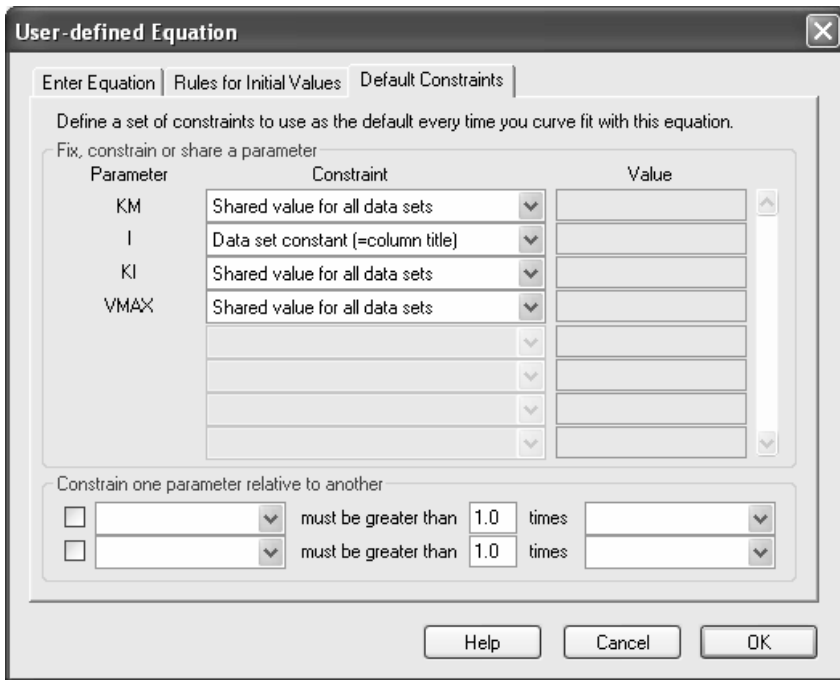 User-defined Equation
Enter Equation Rules for Initial Values Default Constraints
Define a set of constraints to use as the default every time you curve fit with this equation.
Fix, constrain or share a parameter
Parameter Constraint Value
KM Shared value for all data sets
I Data set constant (=column title)
KI Shared value for all data sets
VMAX Shared value for all data sets
Constrain one parameter relative to another
must be greater than 1.0 times
must be greater than 1.0 times
Help Cancel OK